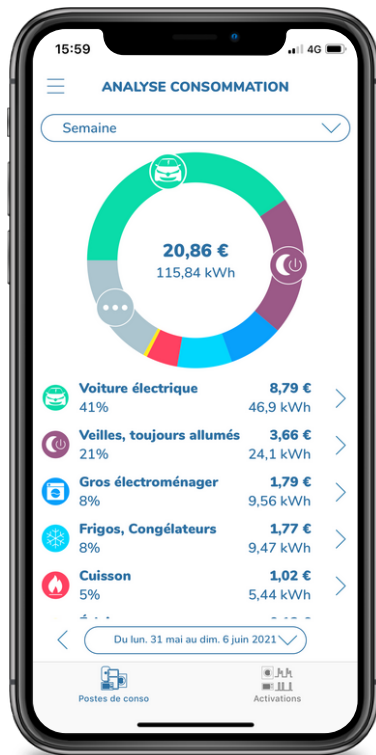 15:59
4G
ANALYSE CONSOMMATION
Semaine
20,86 €
115,84 kWh
Voiture électrique 8,79 €
41% 46,9 kWh
Veilles, toujours allumés 3,66 €
21% 24,1 kWh
Gros électroménager 1,79 €
8% 9,56 kWh
Frigos, Congélateurs 1,77 €
8% 9,47 kWh
Cuisson 1,02 €
5% 5,44 kWh
Du lun. 31 mai au dim. 6 juin 2021
Postes de conso Activations